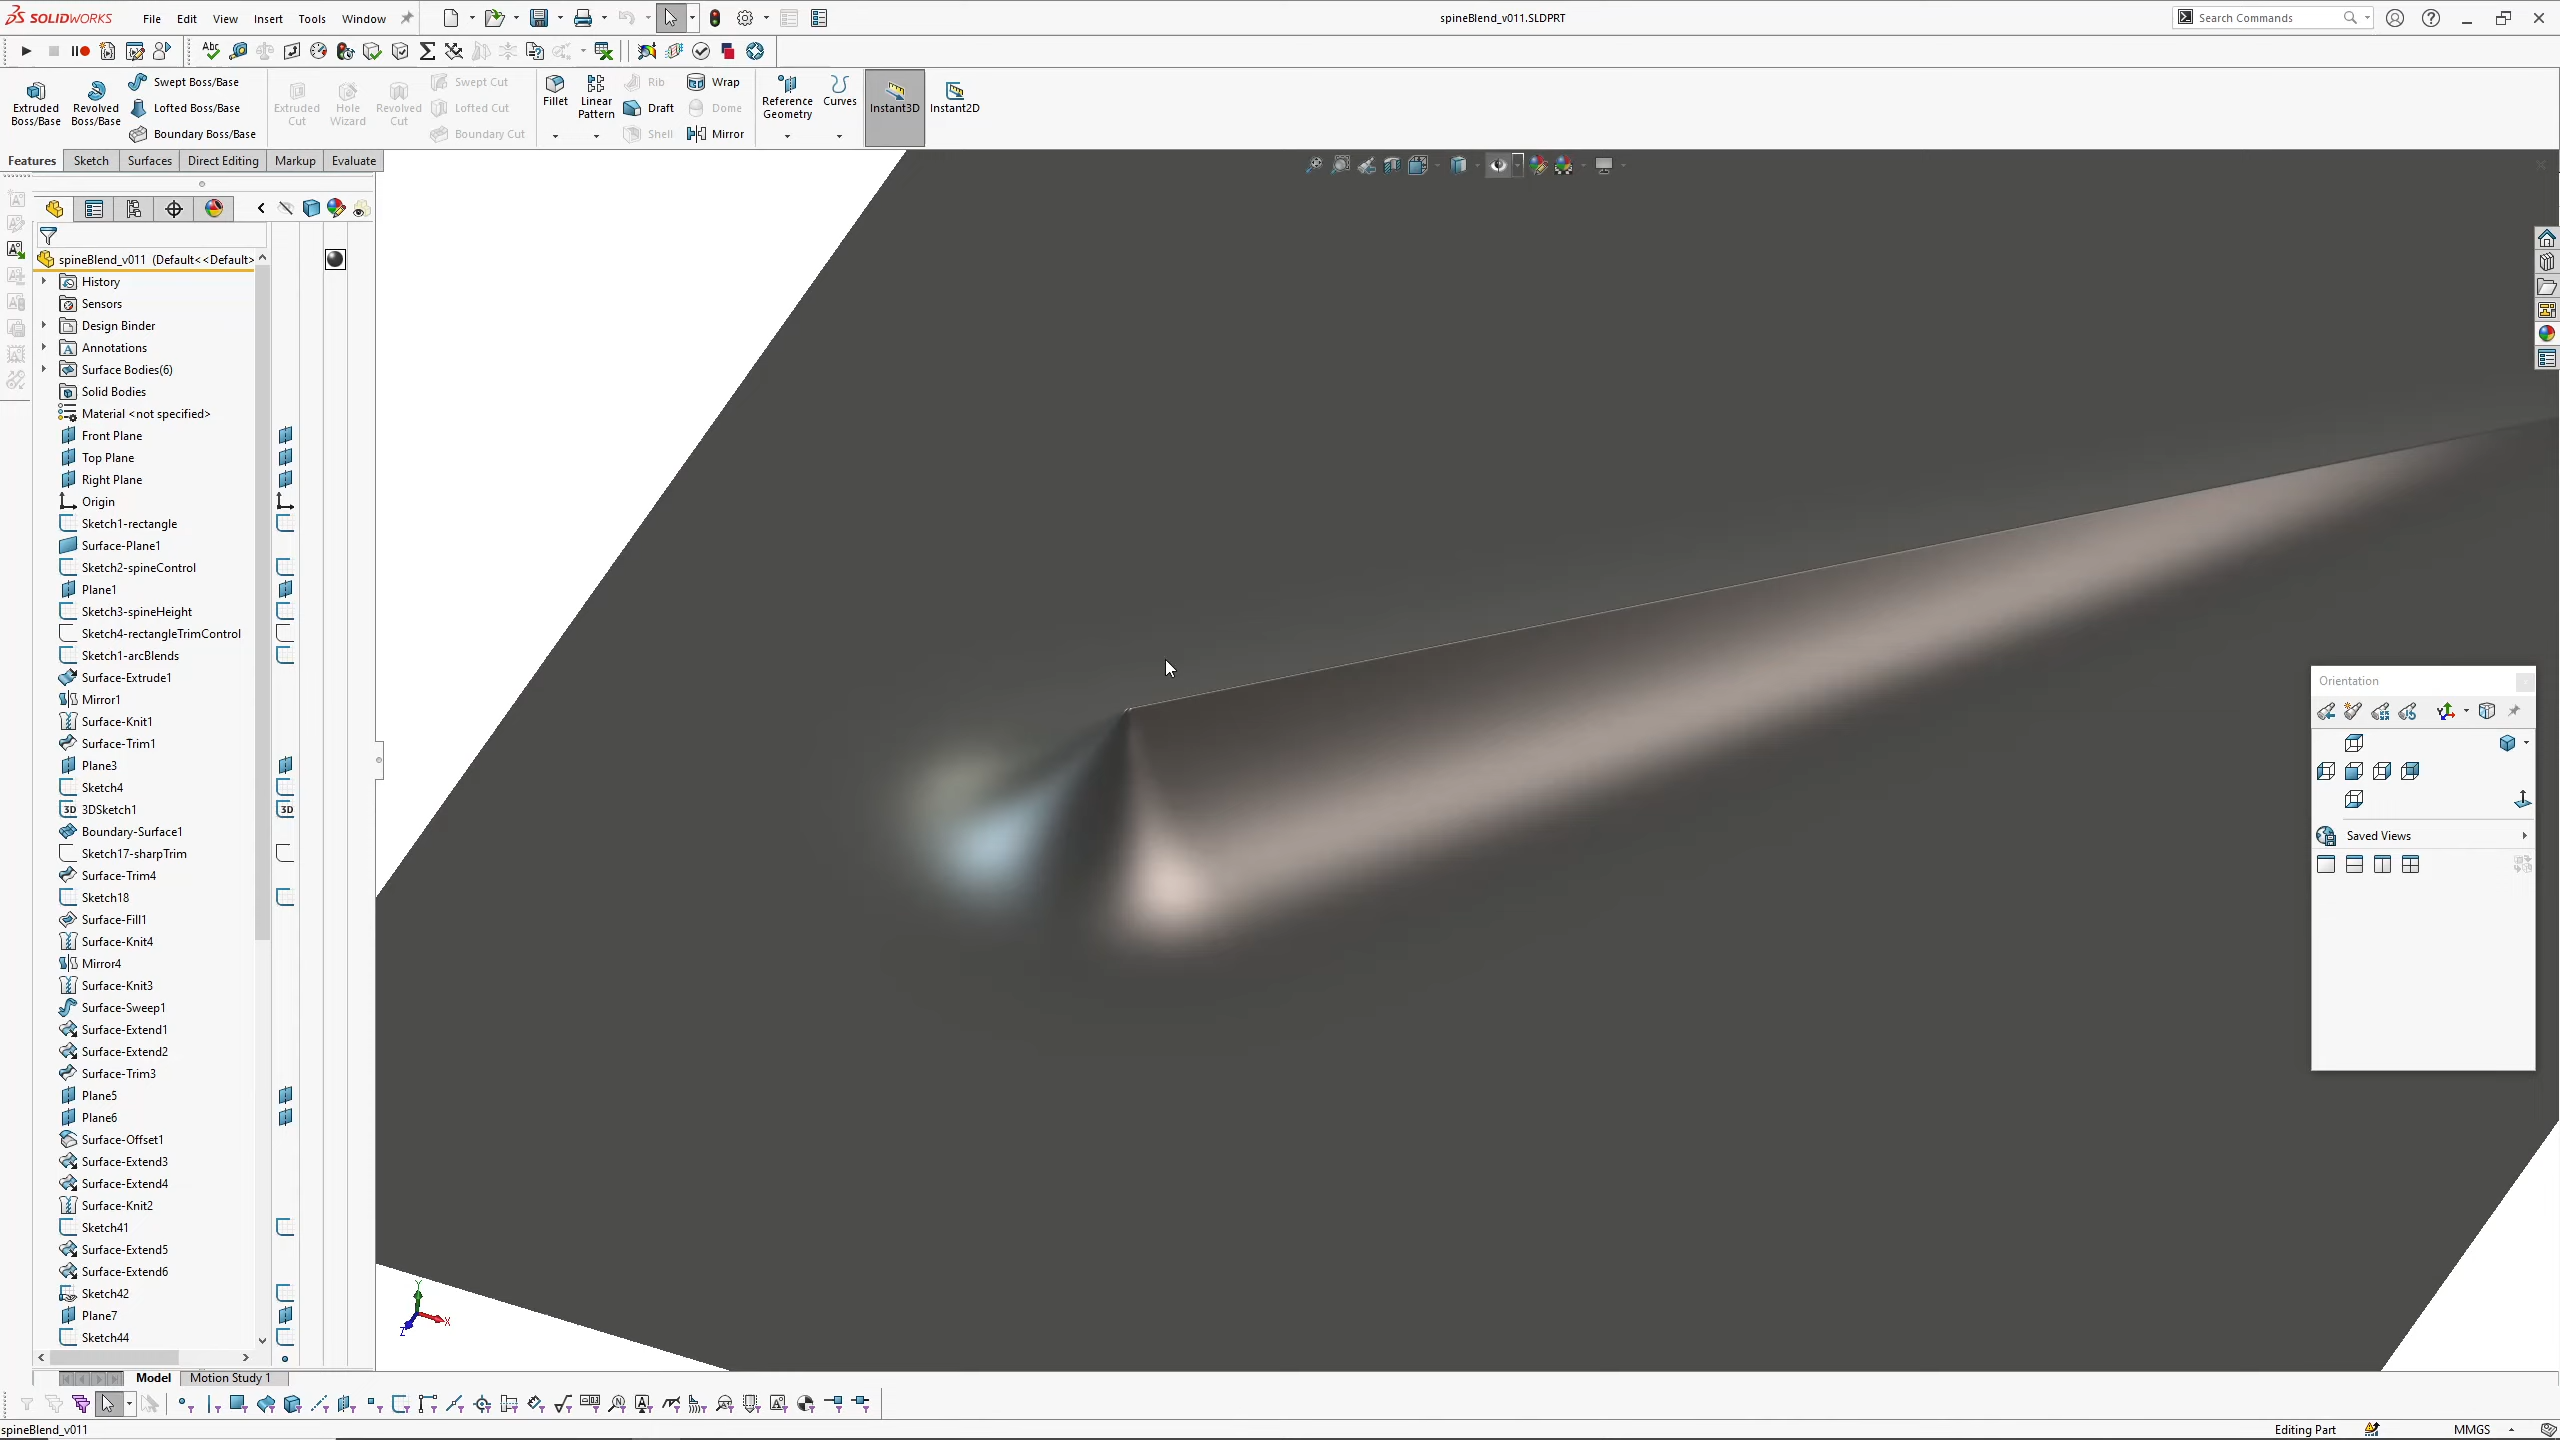 SOLIDWORKS File Edit View Insert Tools Window
spineBlend_v011.SLDPRT
Search Commands
Extruded Boss/Base
Revolved Boss/Base
Swept Boss/Base
Lofted Boss/Base
Boundary Boss/Base
Extruded Cut
Hole Wizard
Revolved Cut
Swept Cut
Lofted Cut
Boundary Cut
Fillet
Linear Pattern
Rib
Draft
Shell
Wrap
Dome
Mirror
Reference Geometry
Curves
Instant3D
Instant2D
Features Sketch Surfaces Direct Editing Markup Evaluate
spineBlend_v011 (Default<<Default>
History
Sensors
Design Binder
Annotations
Surface Bodies(6)
Solid Bodies
Material <not specified>
Front Plane
Top Plane
Right Plane
Origin
Sketch1-rectangle
Surface-Plane1
Sketch2-spineControl
Plane1
Sketch3-spineHeight
Sketch4-rectangleTrimControl
Sketch1-arcBlends
Surface-Extrude1
Mirror1
Surface-Knit1
Surface-Trim1
Plane3
Sketch4
3D 3DSketch1 3D
Boundary-Surface1
Sketch17-sharpTrim
Surface-Trim4
Sketch18
Surface-Fill1
Surface-Knit4
Mirror4
Surface-Knit3
Surface-Sweep1
Surface-Extend1
Surface-Extend2
Surface-Trim3
Plane5
Plane6
Surface-Offset1
Surface-Extend3
Surface-Extend4
Surface-Knit2
Sketch41
Surface-Extend5
Surface-Extend6
Sketch42
Plane7
Sketch44
Y
X
Z
Orientation
Saved Views
Model Motion Study 1
spineBlend_v011
Editing Part
MMGS